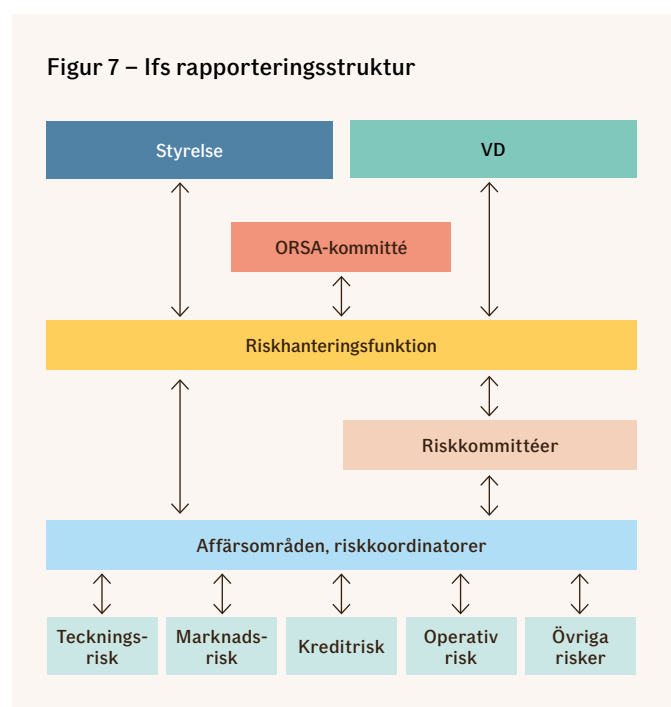 Figur 7 – Ifs rapporteringsstruktur
Styrelse
VD
ORSA-kommitté
Riskhanteringsfunktion
Riskkommittéer
Affärsområden, riskkoordinatorer
Tecknings-
risk
Marknads-
risk
Kreditrisk
Operativ
risk
Övriga
risker